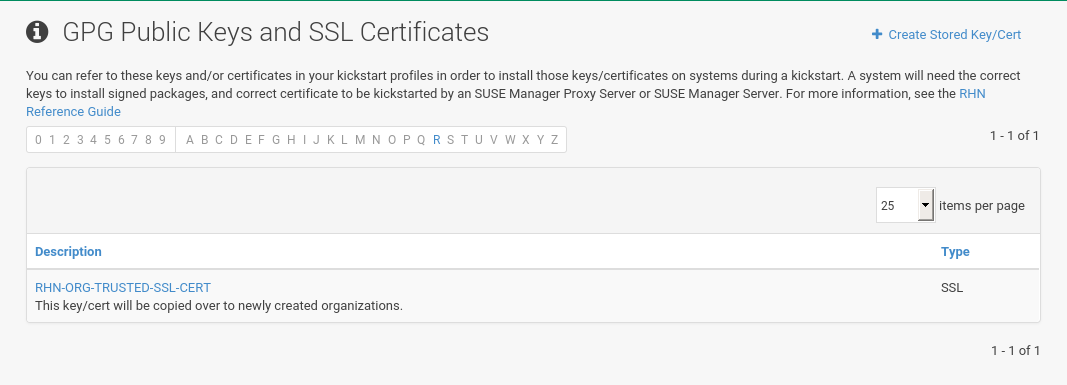 GPG Public Keys and SSL Certificates
Create Stored Key/Cert
You can refer to these keys and/or certificates in your kickstart profiles in order to install those keys/certificates on systems during a kickstart. A system will need the correct
keys to install signed packages, and correct certificate to be kickstarted by an SUSE Manager Proxy Server or SUSE Manager Server. For more information, see the RHN
Reference Guide
0 1 2 3 4 5 6 7 8 9 A B C D E F G H I J K L M N O P Q R S T U V W X Y Z
1 - 1 of 1
25 items per page
Description Type
RHN-ORG-TRUSTED-SSL-CERT SSL
This key/cert will be copied over to newly created organizations.
1 - 1 of 1